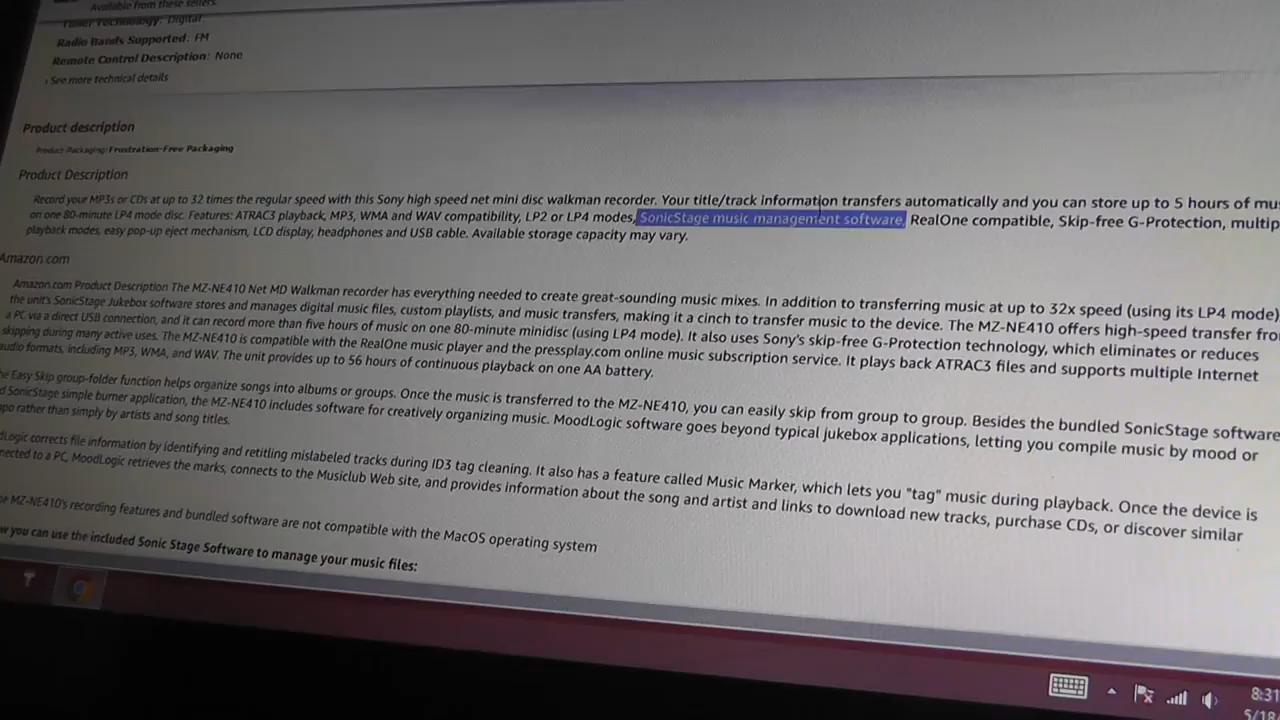 Available from these sellers.
Tuner Technology: Digital
Radio Bands Supported: FM
Remote Control Description: None
› See more technical details
Product description
Product Packaging: Frustration-Free Packaging
Product Description
Record your MP3s or CDs at up to 32 times the regular speed with this Sony high speed net mini disc walkman recorder. Your title/track information transfers automatically and you can store up to 5 hours of mus
on one 80-minute LP4 mode disc. Features: ATRAC3 playback, MP3, WMA and WAV compatibility, LP2 or LP4 modes, SonicStage music management software, RealOne compatible, Skip-free G-Protection, multip
playback modes, easy pop-up eject mechanism, LCD display, headphones and USB cable. Available storage capacity may vary.
Amazon.com
Amazon.com Product Description The MZ-NE410 Net MD Walkman recorder has everything needed to create great-sounding music mixes. In addition to transferring music at up to 32x speed (using its LP4 mode)
the unit's SonicStage Jukebox software stores and manages digital music files, custom playlists, and music transfers, making it a cinch to transfer music to the device. The MZ-NE410 offers high-speed transfer fro
a PC via a direct USB connection, and it can record more than five hours of music on one 80-minute minidisc (using LP4 mode). It also uses Sony's skip-free G-Protection technology, which eliminates or reduces
skipping during many active uses. The MZ-NE410 is compatible with the RealOne music player and the pressplay.com online music subscription service. It plays back ATRAC3 files and supports multiple Internet
audio formats, including MP3, WMA, and WAV. The unit provides up to 56 hours of continuous playback on one AA battery.
he Easy Skip group-folder function helps organize songs into albums or groups. Once the music is transferred to the MZ-NE410, you can easily skip from group to group. Besides the bundled SonicStage software
d SonicStage simple burner application, the MZ-NE410 includes software for creatively organizing music. MoodLogic software goes beyond typical jukebox applications, letting you compile music by mood or
po rather than simply by artists and song titles.
dLogic corrects file information by identifying and retitling mislabeled tracks during ID3 tag cleaning. It also has a feature called Music Marker, which lets you "tag" music during playback. Once the device is
nected to a PC, MoodLogic retrieves the marks, connects to the Musiclub Web site, and provides information about the song and artist and links to download new tracks, purchase CDs, or discover similar
e MZ-NE410's recording features and bundled software are not compatible with the MacOS operating system
w you can use the included Sonic Stage Software to manage your music files:
8:31
5/18